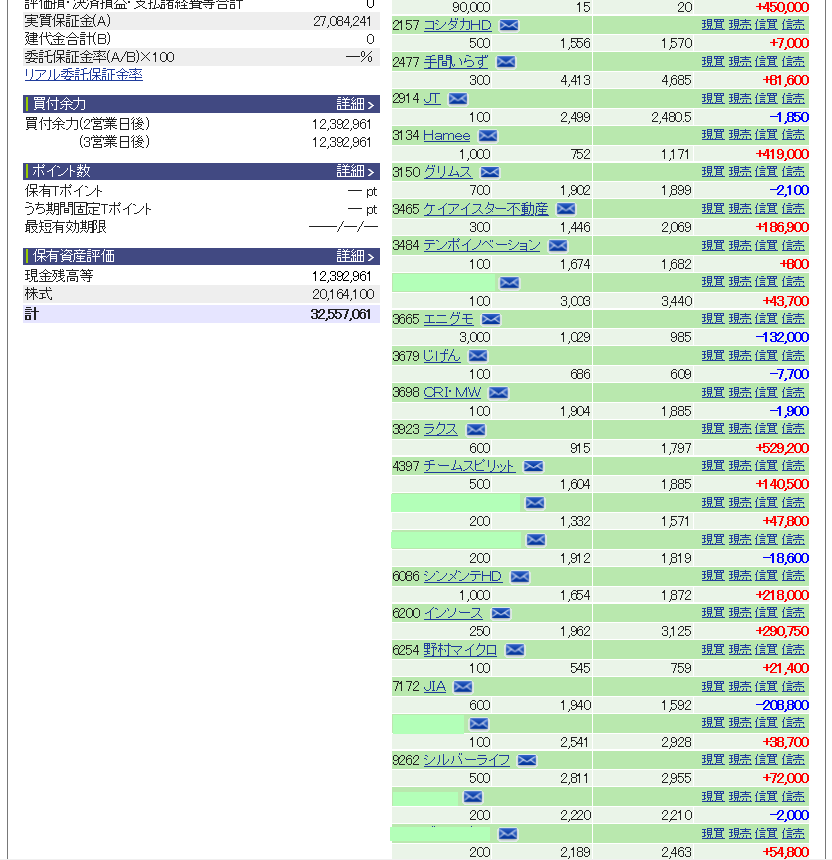 評価損・決済損益・支払諸経費等合計 0
実質保証金(A) 27,084,241
建代金合計(B) 0
委託保証金率(A/B)×100 ―%
リアル委託保証金率
買付余力 詳細 >
買付余力(2営業日後) 12,392,961
(3営業日後) 12,392,961
ポイント数 詳細 >
保有Tポイント ― pt
うち期間固定Tポイント ― pt
最短有効期限 ――/―/―
保有資産評価 詳細 >
現金残高等 12,392,961
株式 20,164,100
計 32,557,061
90,000 15 20 +450,000
2157 コシダカHD 現買 現売 信買 信売
500 1,556 1,570 +7,000
2477 手間いらず 現買 現売 信買 信売
300 4,413 4,685 +81,600
2914 JT 現買 現売 信買 信売
100 2,499 2,480.5 -1,850
3134 Hamee 現買 現売 信買 信売
1,000 752 1,171 +419,000
3150 グリムス 現買 現売 信買 信売
700 1,902 1,899 -2,100
3465 ケイアイスター不動産 現買 現売 信買 信売
300 1,446 2,069 +186,900
3484 テンポイノベーション 現買 現売 信買 信売
100 1,674 1,682 +800
現買 現売 信買 信売
100 3,003 3,440 +43,700
3665 エニグモ 現買 現売 信買 信売
3,000 1,029 985 -132,000
3679 じげん 現買 現売 信買 信売
100 686 609 -7,700
3698 CRI・MW 現買 現売 信買 信売
100 1,904 1,885 -1,900
3923 ラクス 現買 現売 信買 信売
600 915 1,797 +529,200
4397 チームスピリット 現買 現売 信買 信売
500 1,604 1,885 +140,500
現買 現売 信買 信売
200 1,332 1,571 +47,800
現買 現売 信買 信売
200 1,912 1,819 -18,600
6086 シンメンテHD 現買 現売 信買 信売
1,000 1,654 1,872 +218,000
6200 インソース 現買 現売 信買 信売
250 1,962 3,125 +290,750
6254 野村マイクロ 現買 現売 信買 信売
100 545 759 +21,400
7172 JIA 現買 現売 信買 信売
600 1,940 1,592 -208,800
現買 現売 信買 信売
100 2,541 2,928 +38,700
9262 シルバーライフ 現買 現売 信買 信売
500 2,811 2,955 +72,000
現買 現売 信買 信売
200 2,220 2,210 -2,000
現買 現売 信買 信売
200 2,189 2,463 +54,800